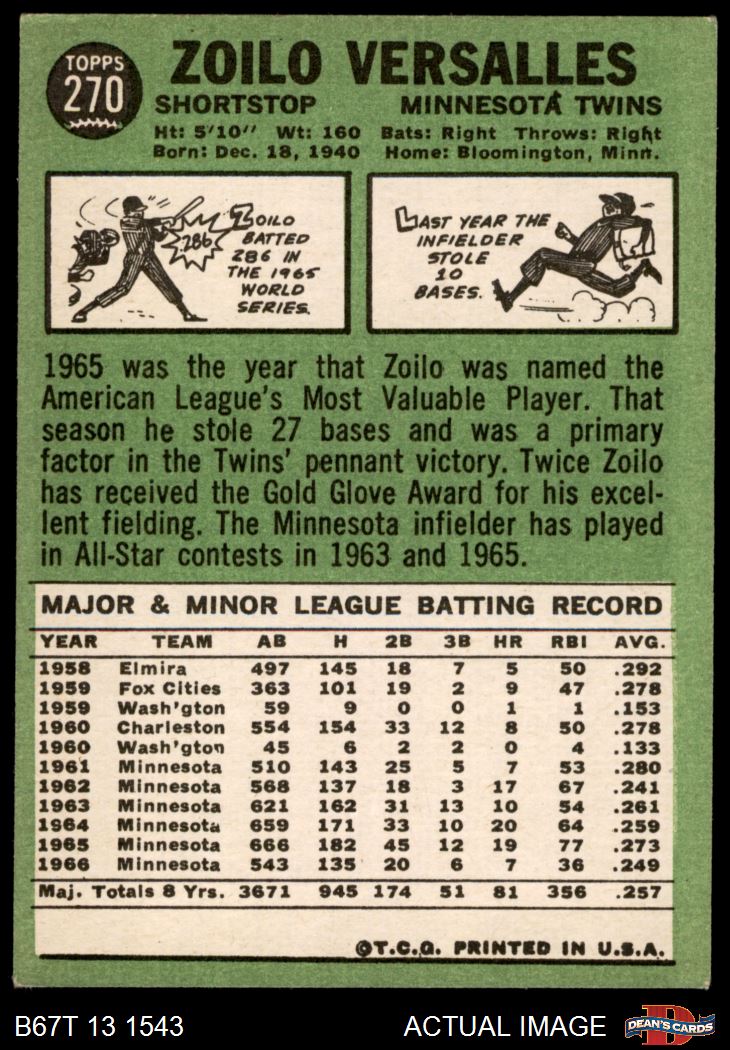 TOPPS
270
ZOILO VERSALLES
SHORTSTOP MINNESOTA TWINS
Ht: 5'10" Wt: 160 Bats: Right Throws: Right
Born: Dec. 18, 1940 Home: Bloomington, Minn.
.286
ZOILO
BATTED
286 IN
THE 1965
WORLD
SERIES.
LAST YEAR THE
INFIELDER
STOLE
10
BASES.
1965 was the year that Zoilo was named the
American League's Most Valuable Player. That
season he stole 27 bases and was a primary
factor in the Twins' pennant victory. Twice Zoilo
has received the Gold Glove Award for his excel-
lent fielding. The Minnesota infielder has played
in All-Star contests in 1963 and 1965.
MAJOR & MINOR LEAGUE BATTING RECORD
YEAR TEAM AB H 2B 3B HR RBI AVG.
1958 Elmira 497 145 18 7 5 50 .292
1959 Fox Cities 363 101 19 2 9 47 .278
1959 Wash'gton 59 9 0 0 1 1 .153
1960 Charleston 554 154 33 12 8 50 .278
1960 Wash'gton 45 6 2 2 0 4 .133
1961 Minnesota 510 143 25 5 7 53 .280
1962 Minnesota 568 137 18 3 17 67 .241
1963 Minnesota 621 162 31 13 10 54 .261
1964 Minnesota 659 171 33 10 20 64 .259
1965 Minnesota 666 182 45 12 19 77 .273
1966 Minnesota 543 135 20 6 7 36 .249
Maj. Totals 8 Yrs. 3671 945 174 51 81 356 .257
©T.C.G. PRINTED IN U.S.A.
B67T 13 1543 ACTUAL IMAGE
D
DEAN'S CARDS